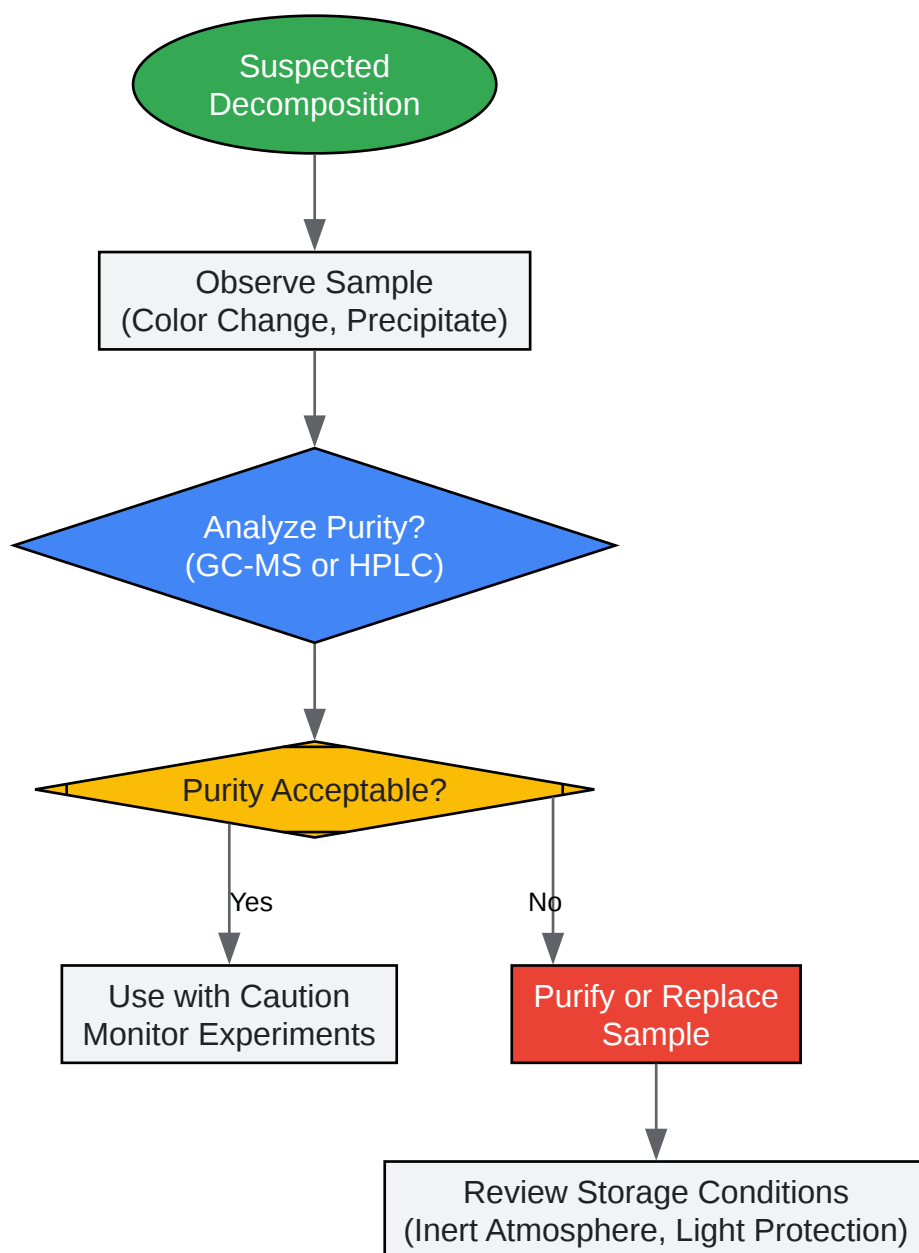 Suspected
Decomposition
Observe Sample
(Color Change, Precipitate)
Analyze Purity?
(GC-MS or HPLC)
Purity Acceptable?
Yes
No
Use with Caution
Monitor Experiments
Purify or Replace
Sample
Review Storage Conditions
(Inert Atmosphere, Light Protection)